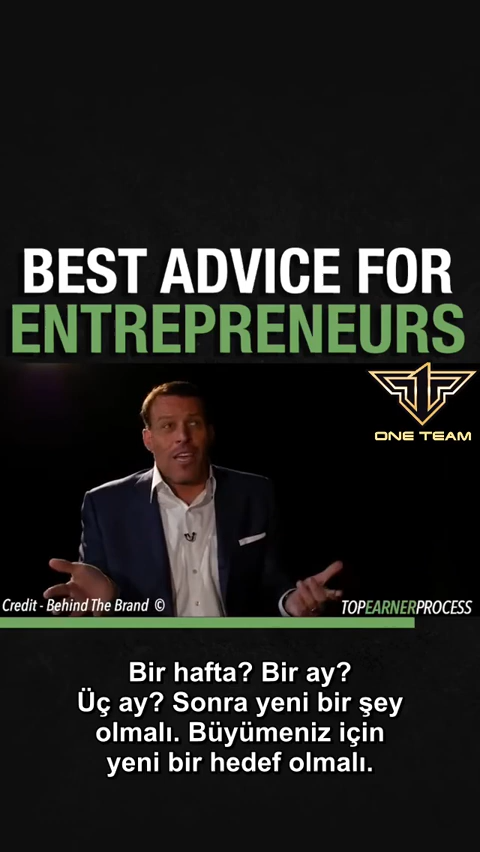 BEST ADVICE FOR
ENTREPRENEURS
ONE TEAM
Credit - Behind The Brand ©
TOPEARNERPROCESS
Bir hafta? Bir ay?
Üç ay? Sonra yeni bir şey
olmalı. Büyümeniz için
yeni bir hedef olmalı.